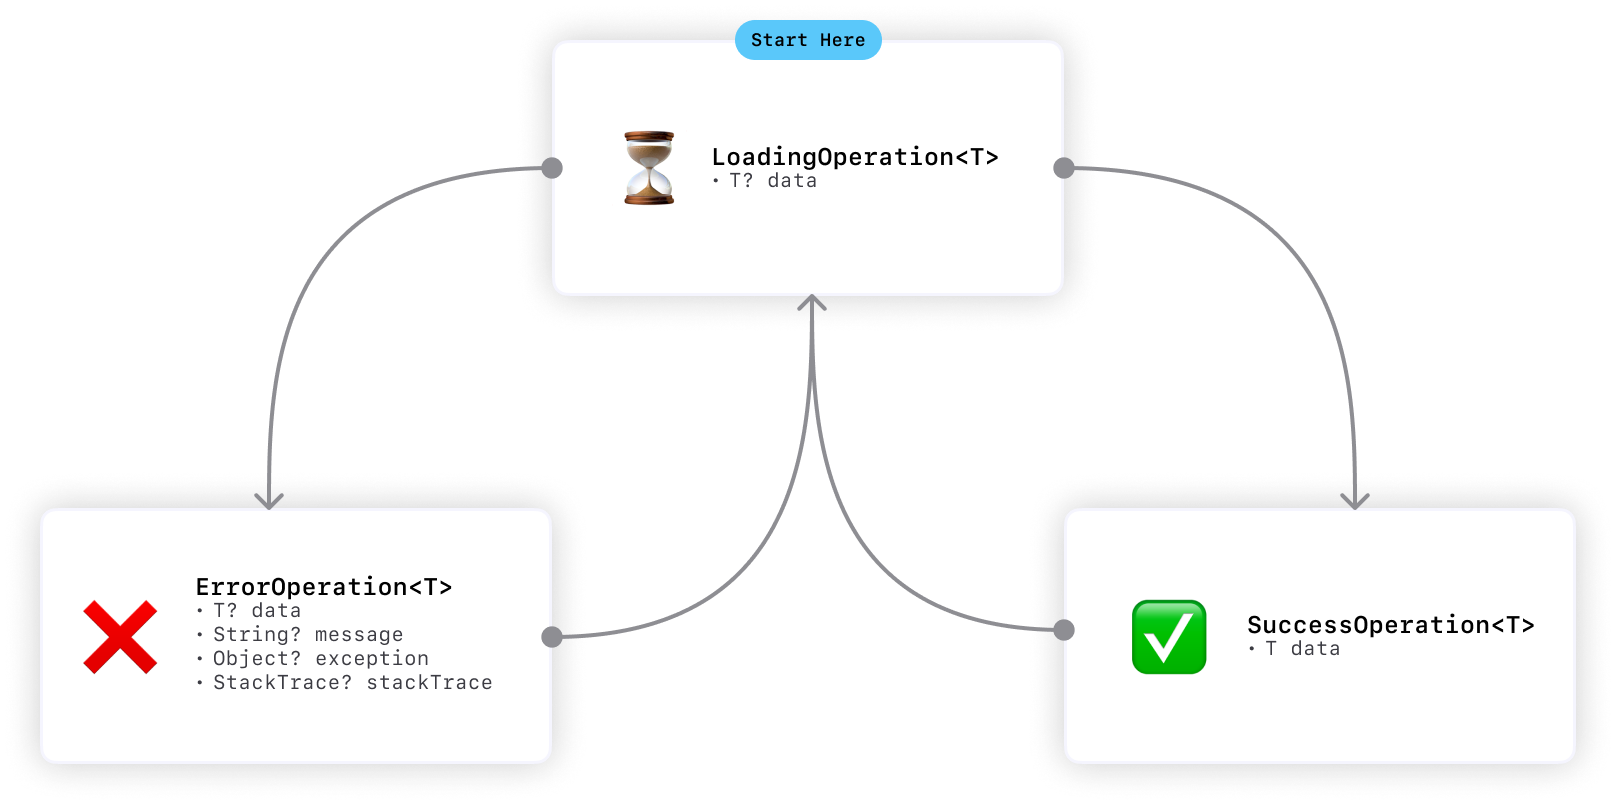 Start Here
LoadingOperation<T>
• T? data
ErrorOperation<T>
• T? data
• String? message
• Object? exception
• StackTrace? stackTrace
SuccessOperation<T>
• T data